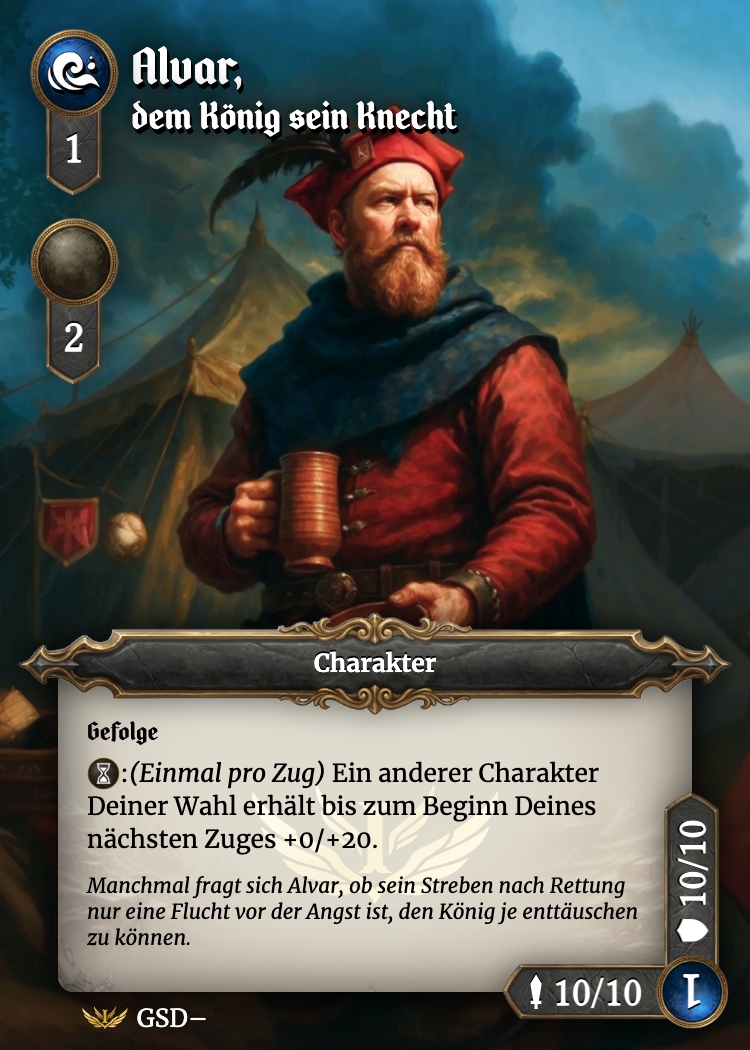 Alvar,
dem König sein Knecht
1
2
Charakter
Gefolge
:(Einmal pro Zug) Ein anderer Charakter
Deiner Wahl erhält bis zum Beginn Deines
nächsten Zuges +0/+20.
Manchmal fragt sich Alvar, ob sein Streben nach Rettung
nur eine Flucht vor der Angst ist, den König je enttäuschen
zu können.
10/10
10/10
1
GSD–